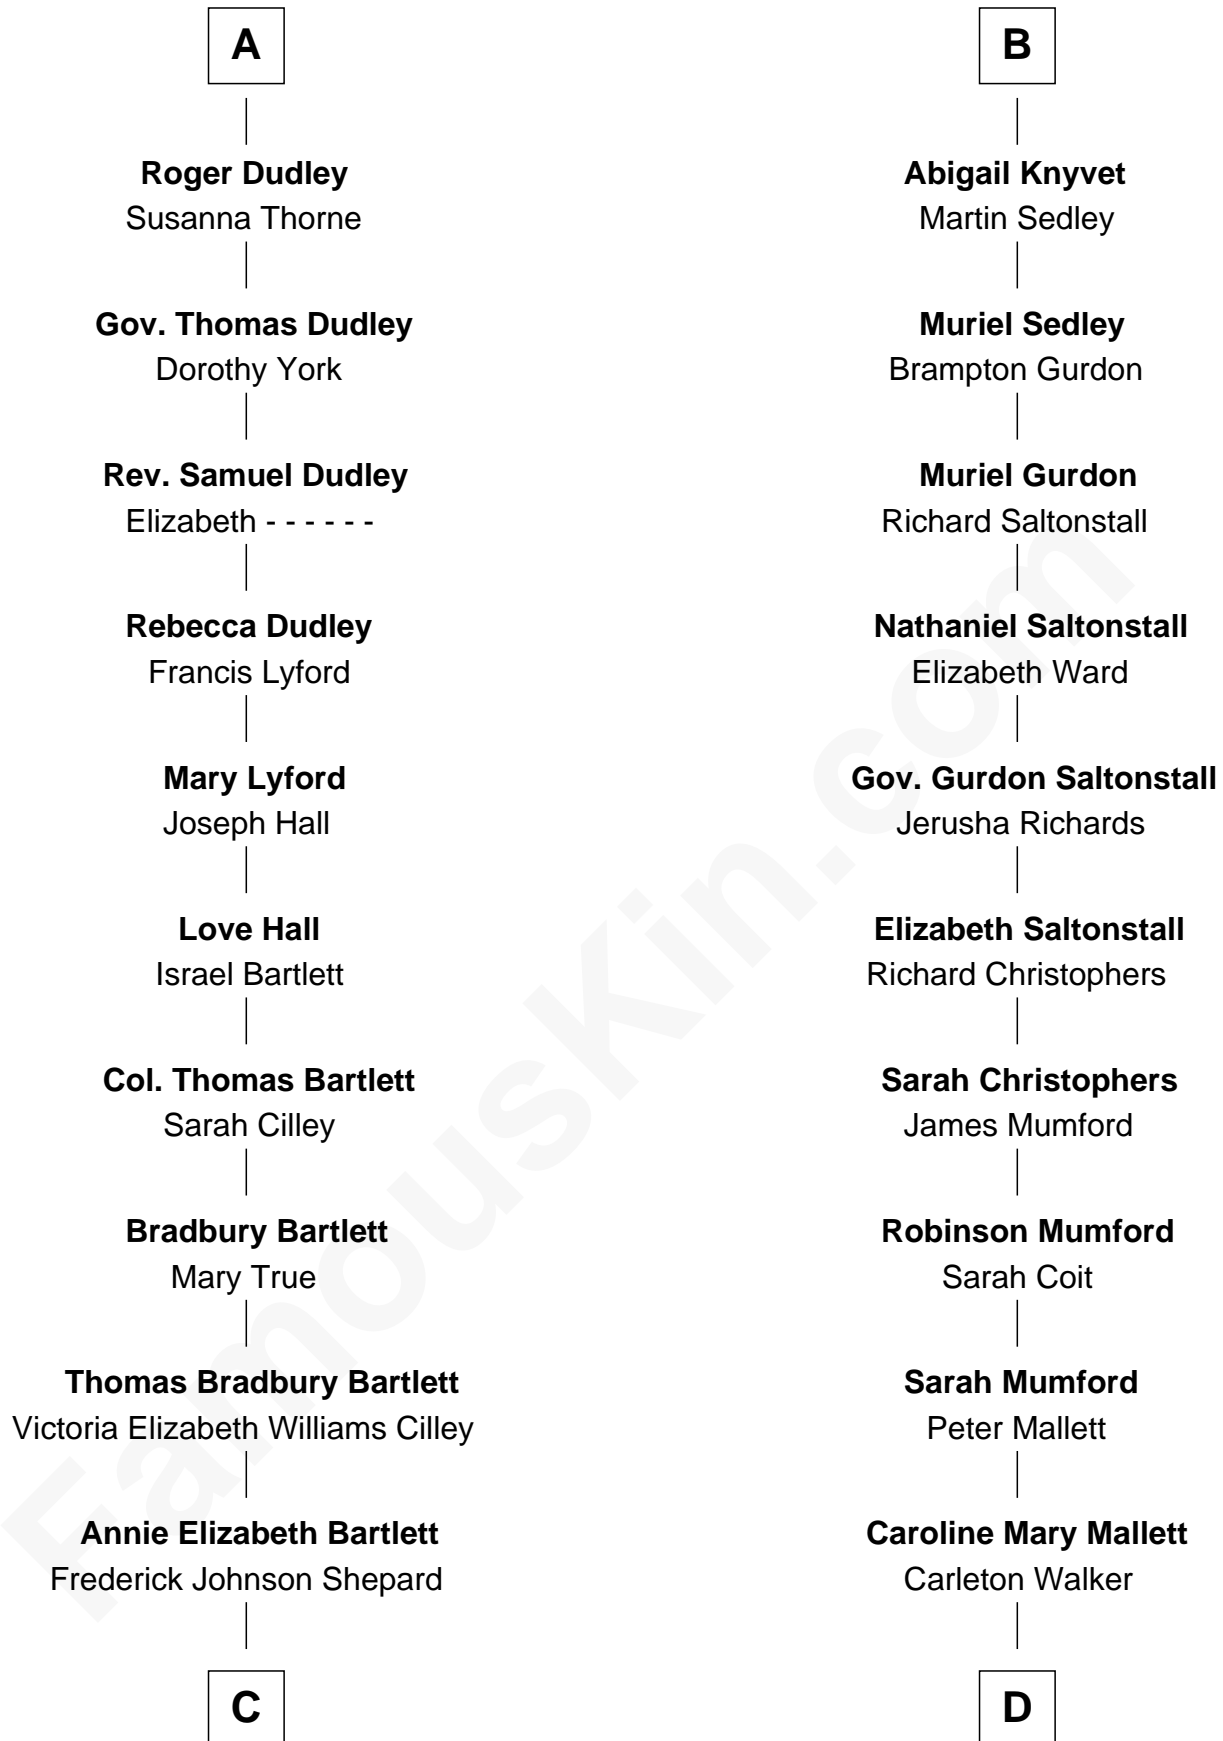 A
Roger Dudley
Susanna Thorne
Gov. Thomas Dudley
Dorothy York
Rev. Samuel Dudley
Elizabeth - - - - - -
Rebecca Dudley
Francis Lyford
Mary Lyford
Joseph Hall
Love Hall
Israel Bartlett
Col. Thomas Bartlett
Sarah Cilley
Bradbury Bartlett
Mary True
Thomas Bradbury Bartlett
Victoria Elizabeth Williams Cilley
Annie Elizabeth Bartlett
Frederick Johnson Shepard
C
B
Abigail Knyvet
Martin Sedley
Muriel Sedley
Brampton Gurdon
Muriel Gurdon
Richard Saltonstall
Nathaniel Saltonstall
Elizabeth Ward
Gov. Gurdon Saltonstall
Jerusha Richards
Elizabeth Saltonstall
Richard Christophers
Sarah Christophers
James Mumford
Robinson Mumford
Sarah Coit
Sarah Mumford
Peter Mallett
Caroline Mary Mallett
Carleton Walker
D
FamousKin.com